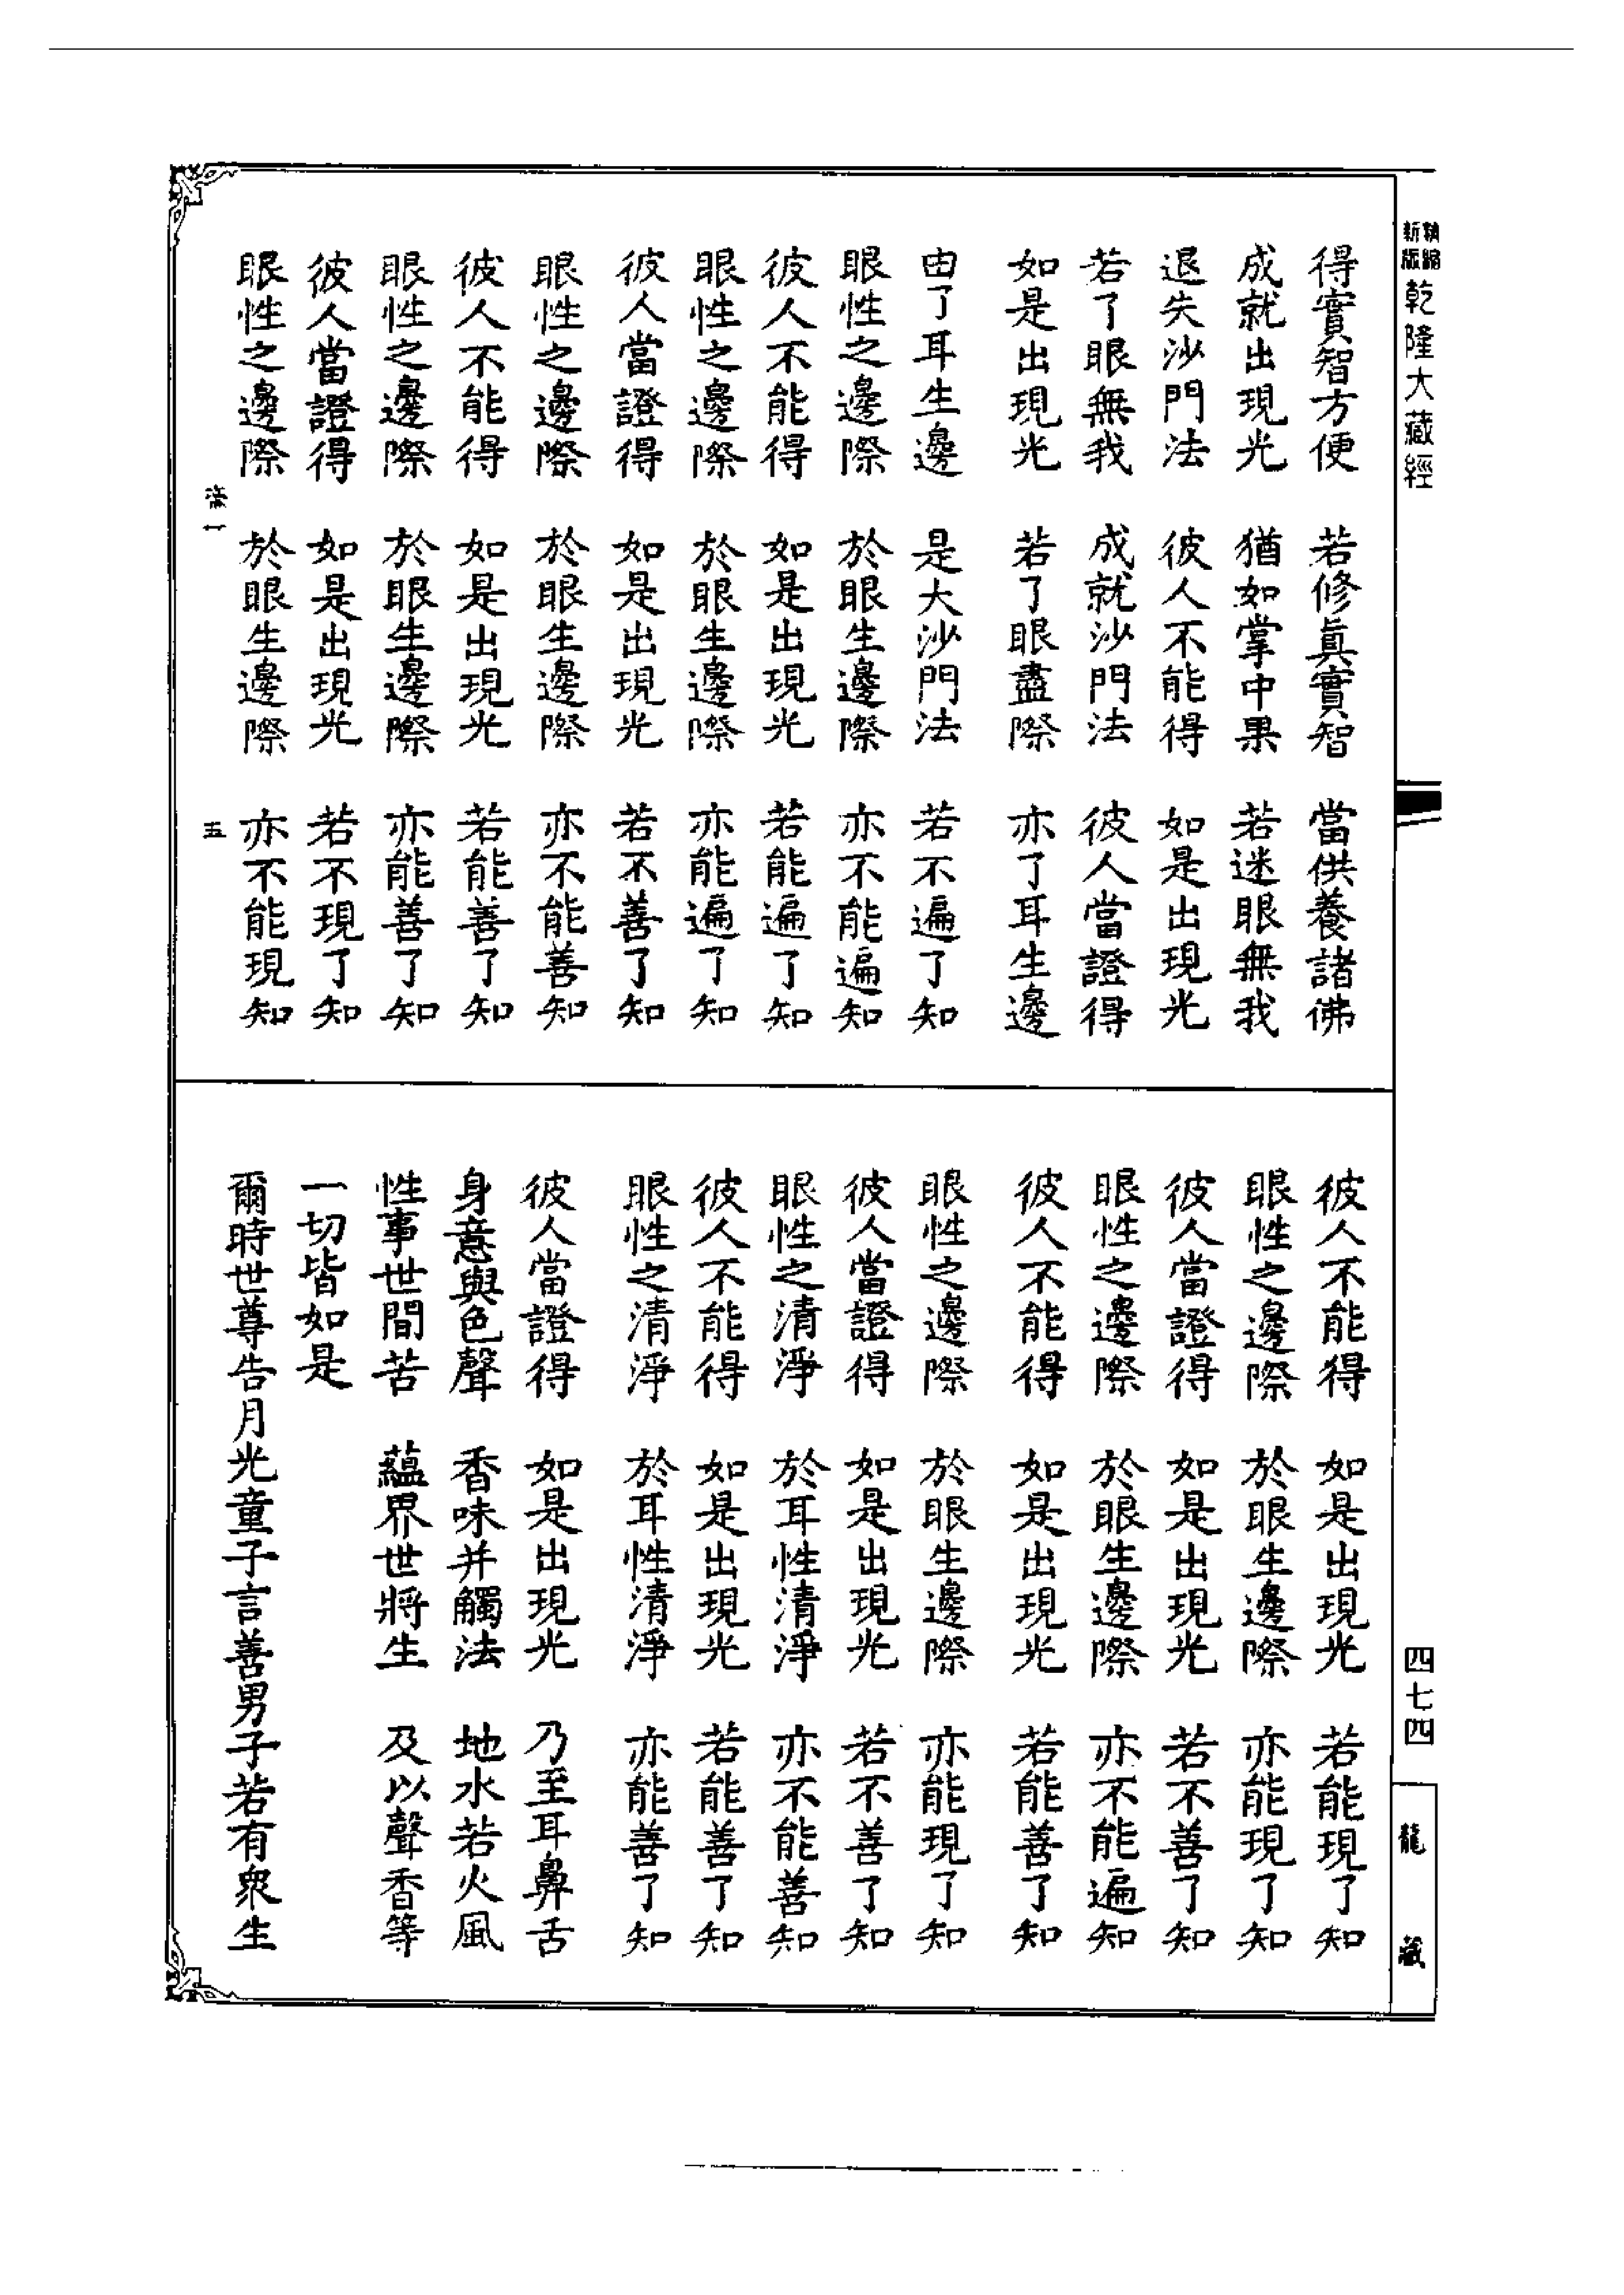 新版精縮乾隆大藏經
得實智方便　若修眞實智　當供養諸佛
成就出現光　猶如掌中果　若迷眼無我
退失沙門法　彼人不能得　如是出現光
若了眼無我　成就沙門法　彼人當證得
如是出現光　若了眼盡際　亦了耳生邊
由了耳生邊　是大沙門法　若不遍了知
眼性之邊際　於眼生邊際　亦不能遍知
彼人不能得　如是出現光　若能遍了知
眼性之邊際　於眼生邊際　亦能遍了知
彼人當證得　如是出現光　若不善了知
眼性之邊際　於眼生邊際　亦不能善知
彼人不能得　如是出現光　若能善了知
眼性之邊際　於眼生邊際　亦能善了知
彼人當證得　如是出現光　若不現了知
眼性之邊際　於眼生邊際　亦不能現知
一　五
彼人不能得　如是出現光　若能現了知
眼性之邊際　於眼生邊際　亦能現了知
彼人當證得　如是出現光　若不善了知
眼性之邊際　於眼生邊際　亦不能遍知
彼人不能得　如是出現光　若能善了知
眼性之邊際　於眼生邊際　亦能現了知
彼人當證得　如是出現光　若不善了知
眼性之清淨　於耳性清淨　亦不能善知
彼人不能得　如是出現光　若能善了知
眼性之清淨　於耳性清淨　亦能善了知
彼人當證得　如是出現光　乃至耳鼻舌
身意與色聲　香味并觸法　地水若火風
性事世間苦　蘊界世將生　及以聲香等
一切皆如是
爾時世尊告月光童子言善男子若有衆生
四七四
龍藏